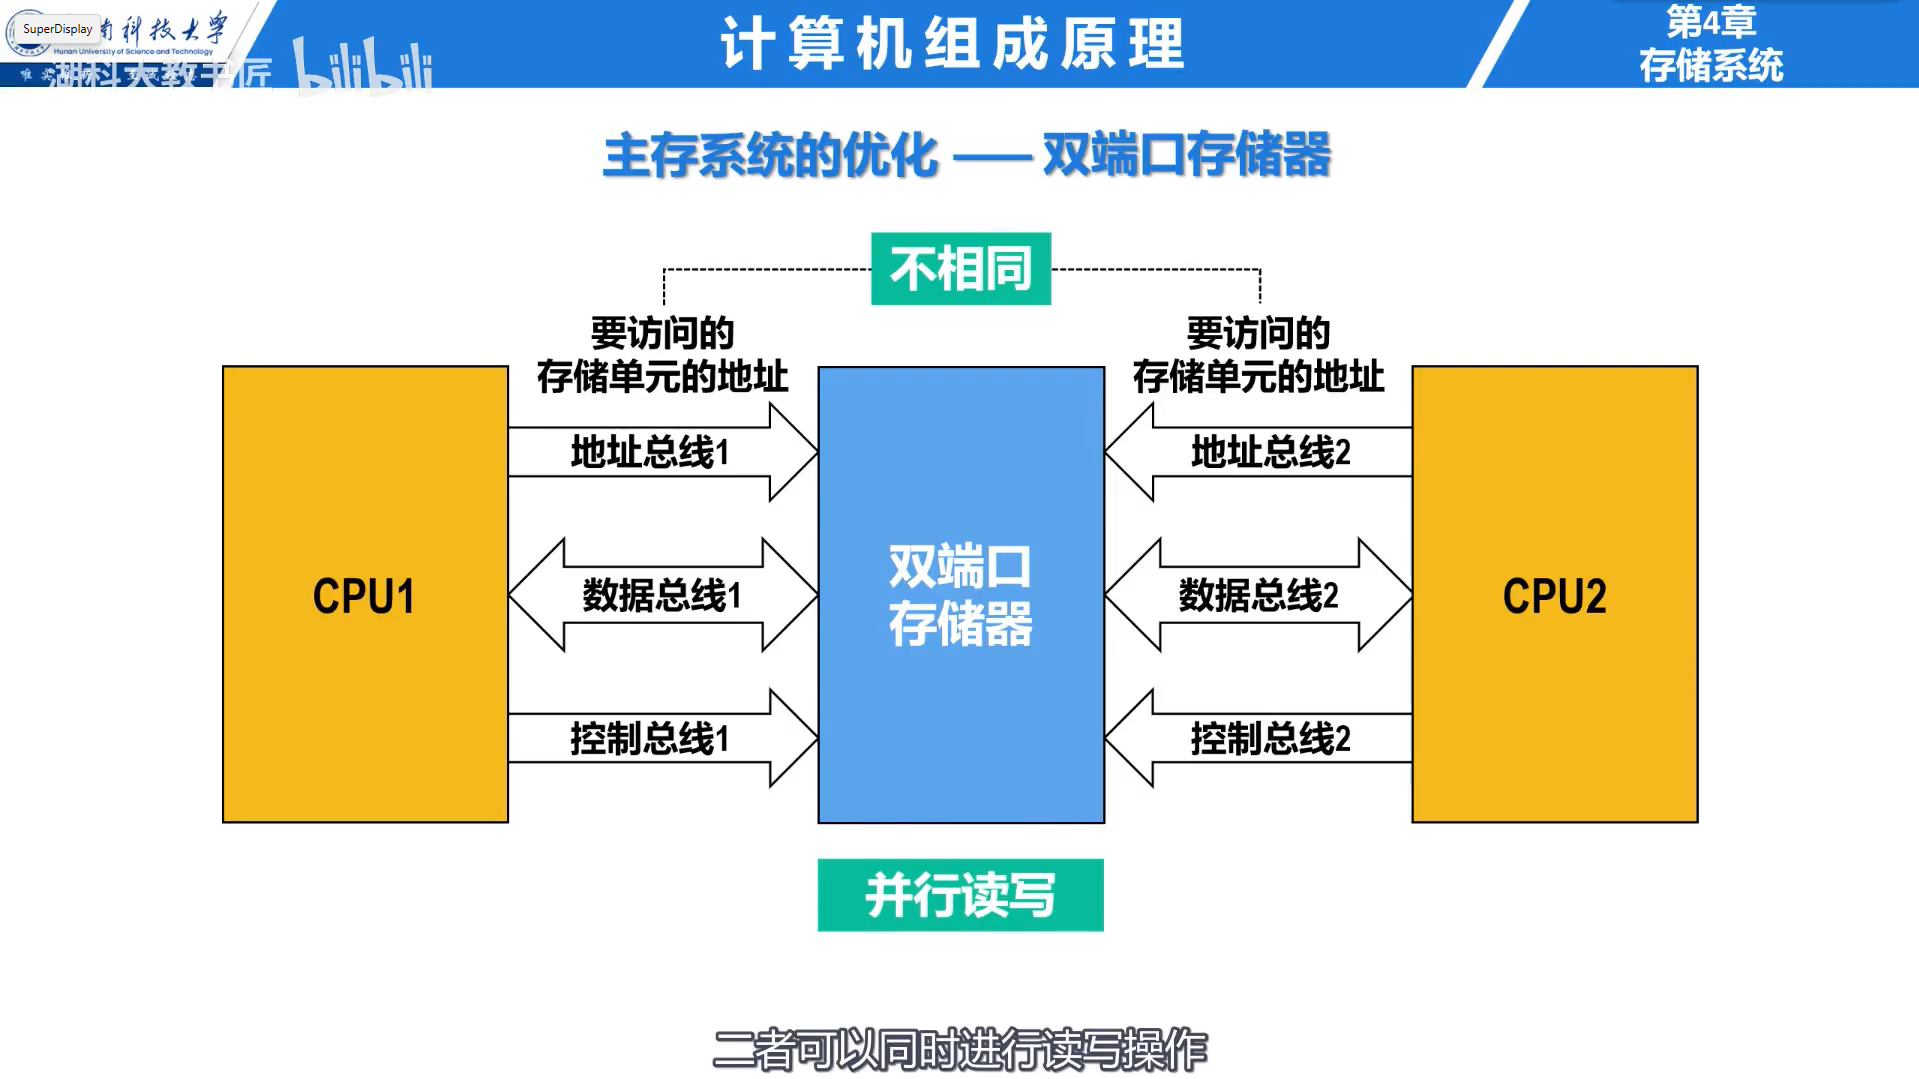 SuperDisplay
南科技大学
Hunan University of Science and Technology
湖科大教书匠
bilibili
计算机组成原理
第4章
存储系统
主存系统的优化 —— 双端口存储器
不相同
要访问的
存储单元的地址
要访问的
存储单元的地址
地址总线1
地址总线2
CPU1
数据总线1
双端口
存储器
数据总线2
CPU2
控制总线1
控制总线2
并行读写
二者可以同时进行读写操作